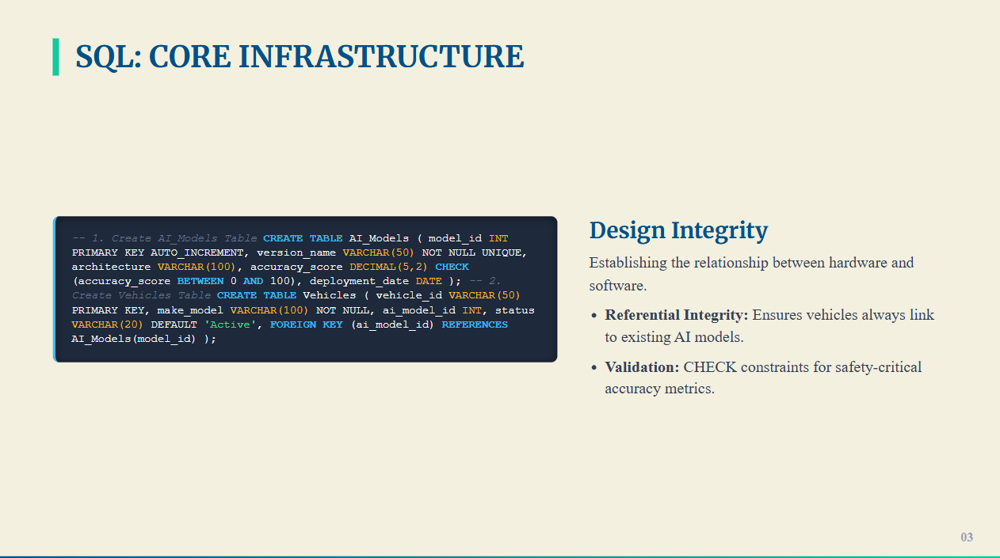 SQL: CORE INFRASTRUCTURE
-- 1. Create AI_Models Table CREATE TABLE AI_Models ( model_id INT
PRIMARY KEY AUTO_INCREMENT, version_name VARCHAR(50) NOT NULL UNIQUE,
architecture VARCHAR(100), accuracy_score DECIMAL(5,2) CHECK
(accuracy_score BETWEEN 0 AND 100), deployment_date DATE ); -- 2.
Create Vehicles Table CREATE TABLE Vehicles ( vehicle_id VARCHAR(50)
PRIMARY KEY, make_model VARCHAR(100) NOT NULL, ai_model_id INT, status
VARCHAR(20) DEFAULT 'Active', FOREIGN KEY (ai_model_id) REFERENCES
AI_Models(model_id) );
Design Integrity
Establishing the relationship between hardware and
software.
• Referential Integrity: Ensures vehicles always link
to existing AI models.
• Validation: CHECK constraints for safety-critical
accuracy metrics.
03